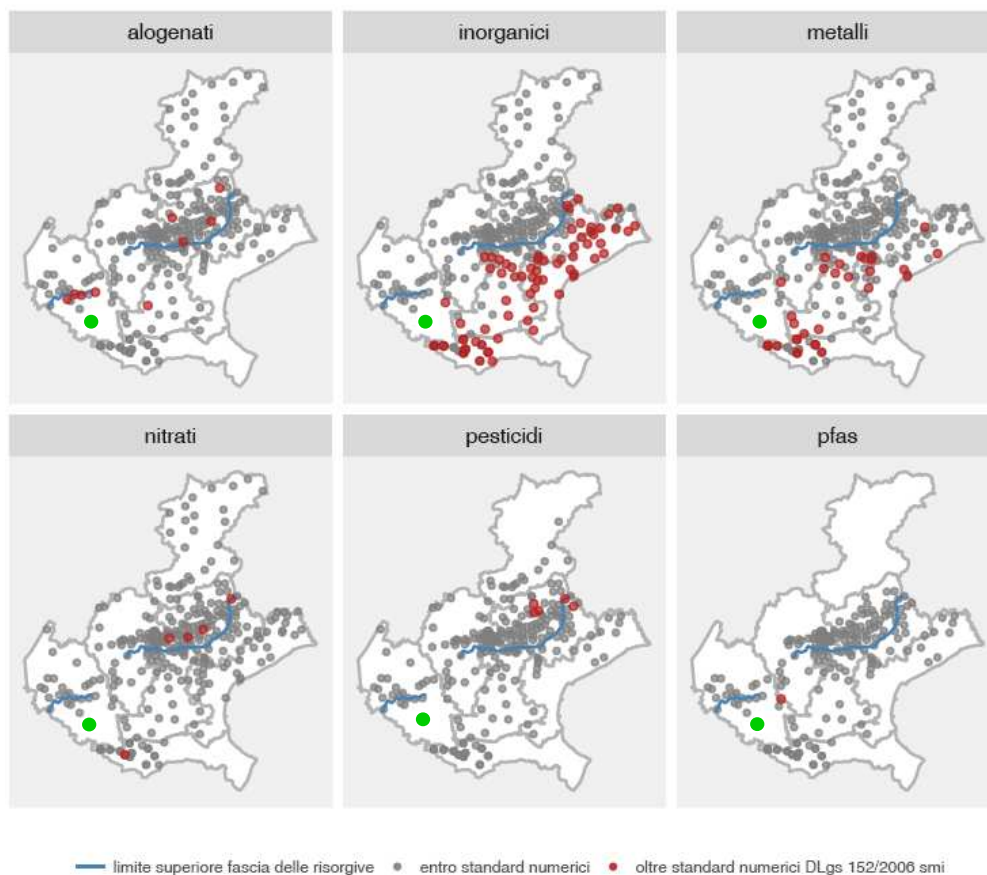 alogenati
inorganici
metalli
nitrati
pesticidi
pfas
limite superiore fascia delle risorgive entro standard numerici oltre standard numerici DLgs 152/2006 smi